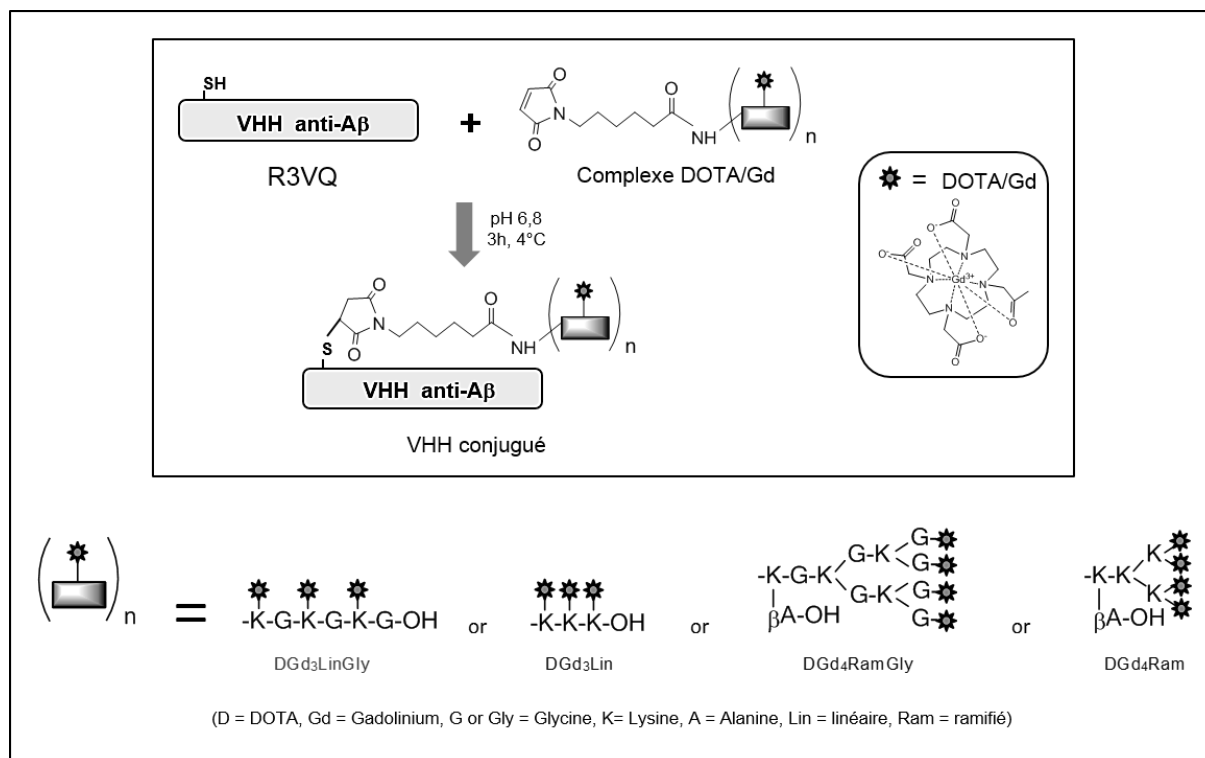 SH
VHH anti-Aβ
R3VQ
+
O
N
O
O
NH
n
Complexe DOTA/Gd
pH 6,8
3h, 4°C
= DOTA/Gd
O
O-
O
O-
N
N
Gd3+
N
N
O
O-
O
O
N
O
S
O
NH
n
VHH anti-Aβ
VHH conjugué
n
=
-K-G-K-G-K-G-OH
DGd3LinGly
or
-K-K-K-OH
DGd3Lin
or
G
G-K
G
-K-G-K
G
G-K
G
βA-OH
DGd4RamGly
or
K
-K-K
K
βA-OH
DGd4Ram
(D = DOTA, Gd = Gadolinium, G or Gly = Glycine, K= Lysine, A = Alanine, Lin = linéaire, Ram = ramifié)